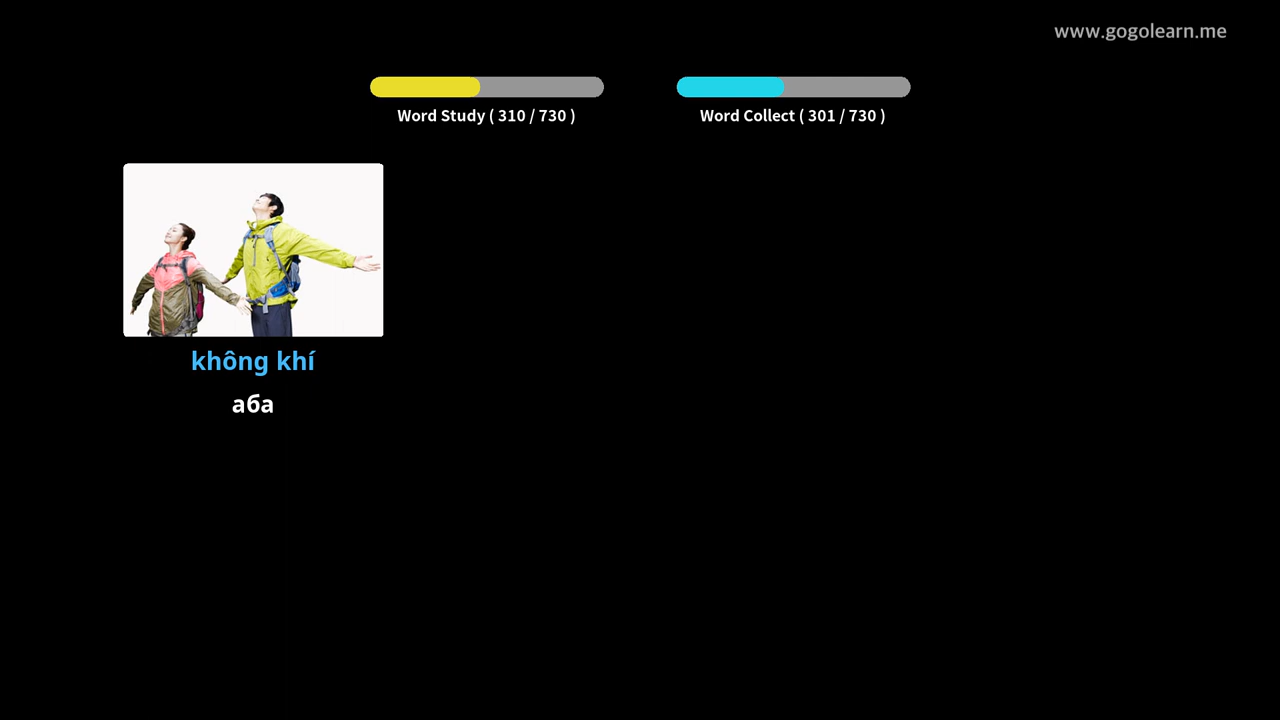 www.gogolearn.me
Word Study ( 310 / 730 )
Word Collect ( 301 / 730 )
không khí
аба